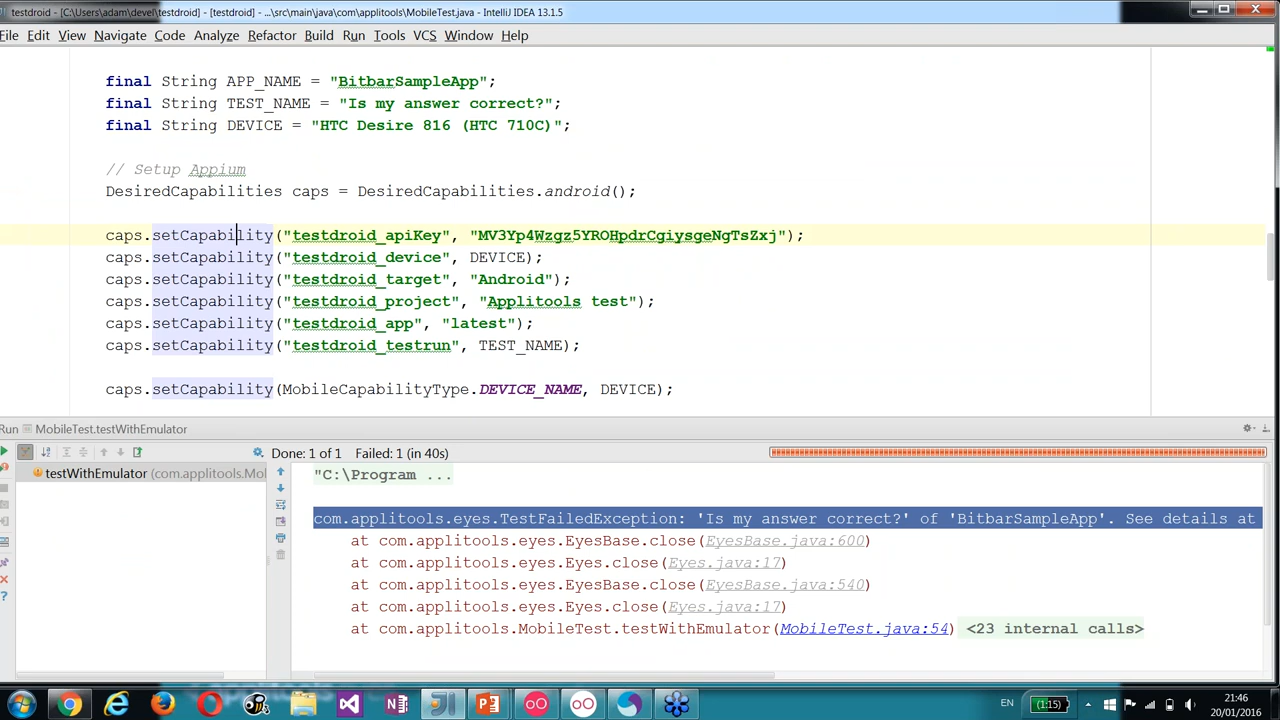 testdroid - [C:\Users\adam\devel\testdroid] - [testdroid] - ...\src\main\java\com\applitools\MobileTest.java - IntelliJ IDEA 13.1.5
File Edit View Navigate Code Analyze Refactor Build Run Tools VCS Window Help
final String APP_NAME = "BitbarSampleApp";
final String TEST_NAME = "Is my answer correct?";
final String DEVICE = "HTC Desire 816 (HTC 710C)";
// Setup Appium
DesiredCapabilities caps = DesiredCapabilities.android();
caps.setCapability("testdroid_apiKey", "MV3Yp4Wzgz5YROHpdrCgiysgeNgTsZxj");
caps.setCapability("testdroid_device", DEVICE);
caps.setCapability("testdroid_target", "Android");
caps.setCapability("testdroid_project", "Applitools test");
caps.setCapability("testdroid_app", "latest");
caps.setCapability("testdroid_testrun", TEST_NAME);
caps.setCapability(MobileCapabilityType.DEVICE_NAME, DEVICE);
Run MobileTest.testWithEmulator
Done: 1 of 1 Failed: 1 (in 40s)
testWithEmulator (com.applitools.Mol
"C:\Program ...
com.applitools.eyes.TestFailedException: 'Is my answer correct?' of 'BitbarSampleApp'. See details at
at com.applitools.eyes.EyesBase.close(EyesBase.java:600)
at com.applitools.eyes.Eyes.close(Eyes.java:17)
at com.applitools.eyes.EyesBase.close(EyesBase.java:540)
at com.applitools.eyes.Eyes.close(Eyes.java:17)
at com.applitools.MobileTest.testWithEmulator(MobileTest.java:54) <23 internal calls>
EN (1:15) 21:46
20/01/2016